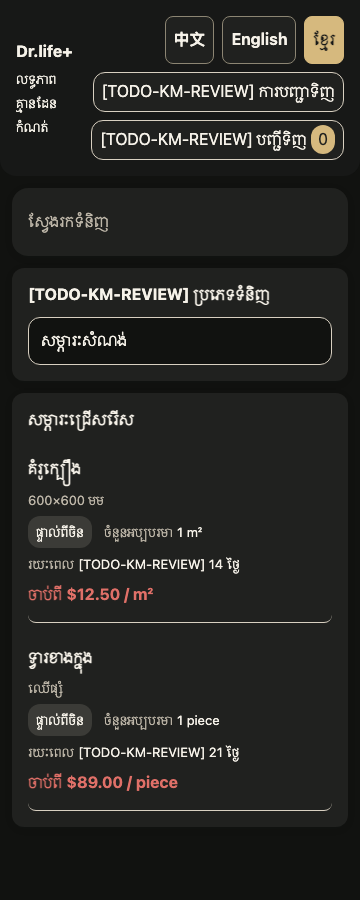 中文 English ខ្មែរ
Dr.life+
លទ្ធភាព
គ្មានដែន
កំណត់
[TODO-KM-REVIEW] ការបញ្ជាទិញ
[TODO-KM-REVIEW] បញ្ជីទិញ 0
ស្វែងរកទំនិញ
[TODO-KM-REVIEW] ប្រភេទទំនិញ
សម្ភារៈសំណង់
សម្ភារៈជ្រើសរើស
គំរូក្បឿង
600×600 មម
ផ្ទាល់ពីចិន ចំនួនអប្បបរមា 1 m²
រយៈពេល [TODO-KM-REVIEW] 14 ថ្ងៃ
ចាប់ពី $12.50 / m²
ទ្វារខាងក្នុង
ឈើផ្សំ
ផ្ទាល់ពីចិន ចំនួនអប្បបរមា 1 piece
រយៈពេល [TODO-KM-REVIEW] 21 ថ្ងៃ
ចាប់ពី $89.00 / piece